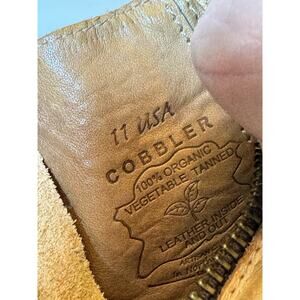 11 USA
COBBLER
100% ORGANIC
VEGETABLE TANNED
LEATHER INSIDE
AND OUT